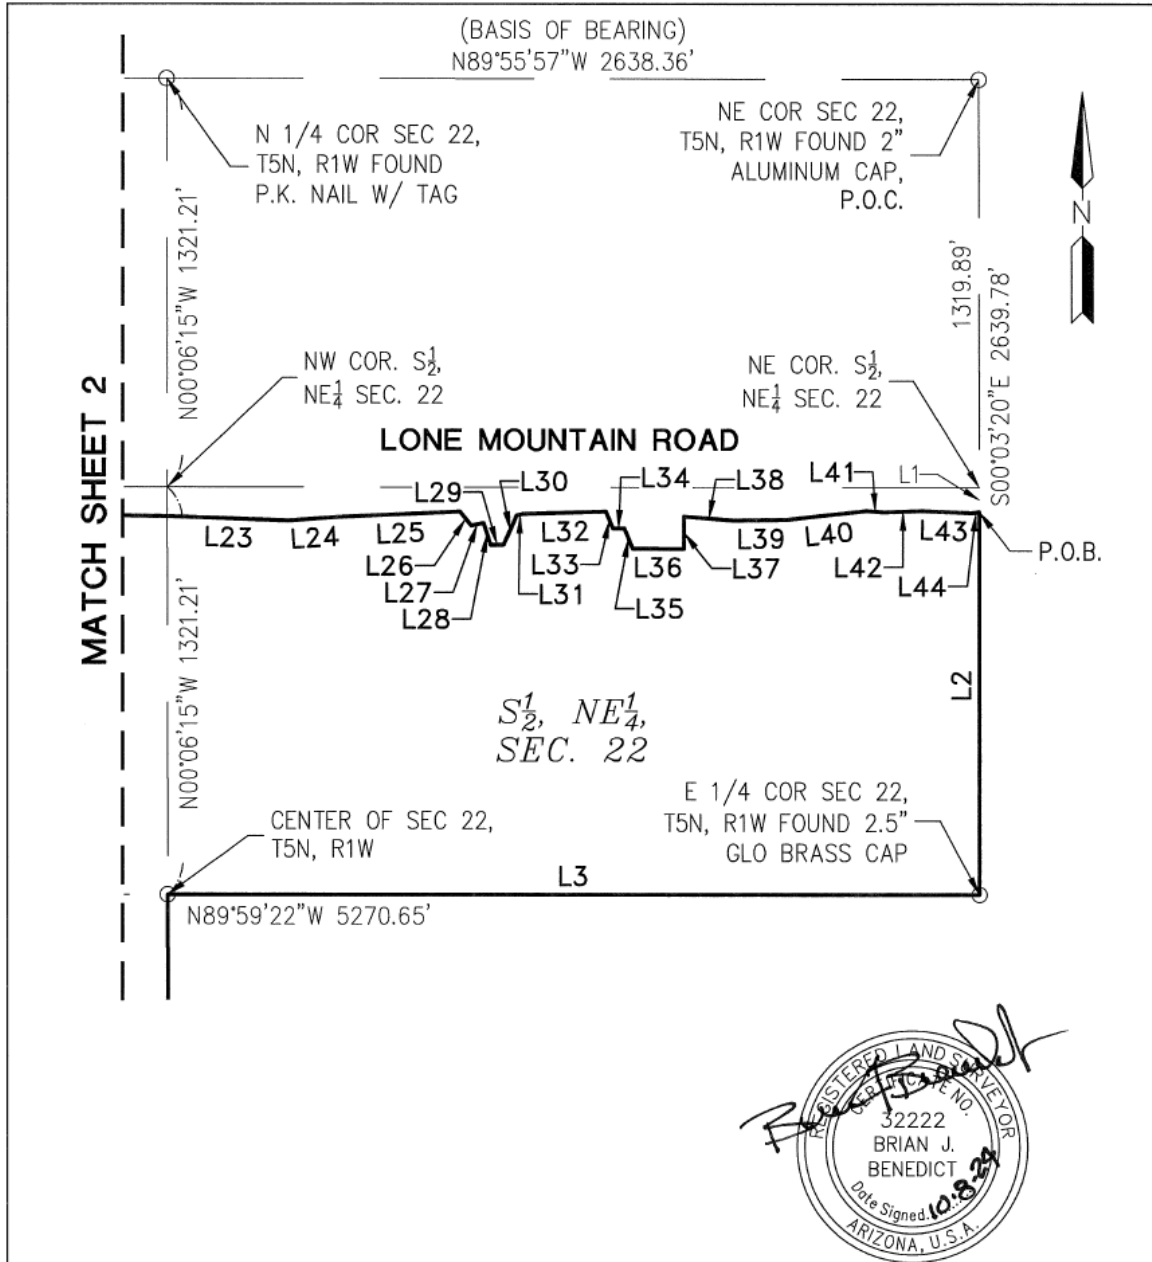 (BASIS OF BEARING)
N89°55'57"W 2638.36'
N 1/4 COR SEC 22,
T5N, R1W FOUND
P.K. NAIL W/ TAG
NE COR SEC 22,
T5N, R1W FOUND 2"
ALUMINUM CAP,
P.O.C.
N
N00°06'15"W 1321.21'
1319.89'
S00°03'20"E 2639.78'
NW COR. S½,
NE¼ SEC. 22
NE COR. S½,
NE¼ SEC. 22
MATCH SHEET 2
LONE MOUNTAIN ROAD
L29
L30
L34
L38
L41
L1
L23
L24
L25
L26
L27
L28
L31
L32
L33
L35
L36
L37
L39
L40
L42
L43
L44
P.O.B.
N00°06'15"W 1321.21'
L2
S½, NE¼,
SEC. 22
CENTER OF SEC 22,
T5N, R1W
E 1/4 COR SEC 22,
T5N, R1W FOUND 2.5"
GLO BRASS CAP
L3
N89°59'22"W 5270.65'
REGISTERED LAND SURVEYOR
CERTIFICATE NO.
32222
BRIAN J.
BENEDICT
Date Signed 10.8.24
ARIZONA, U.S.A.